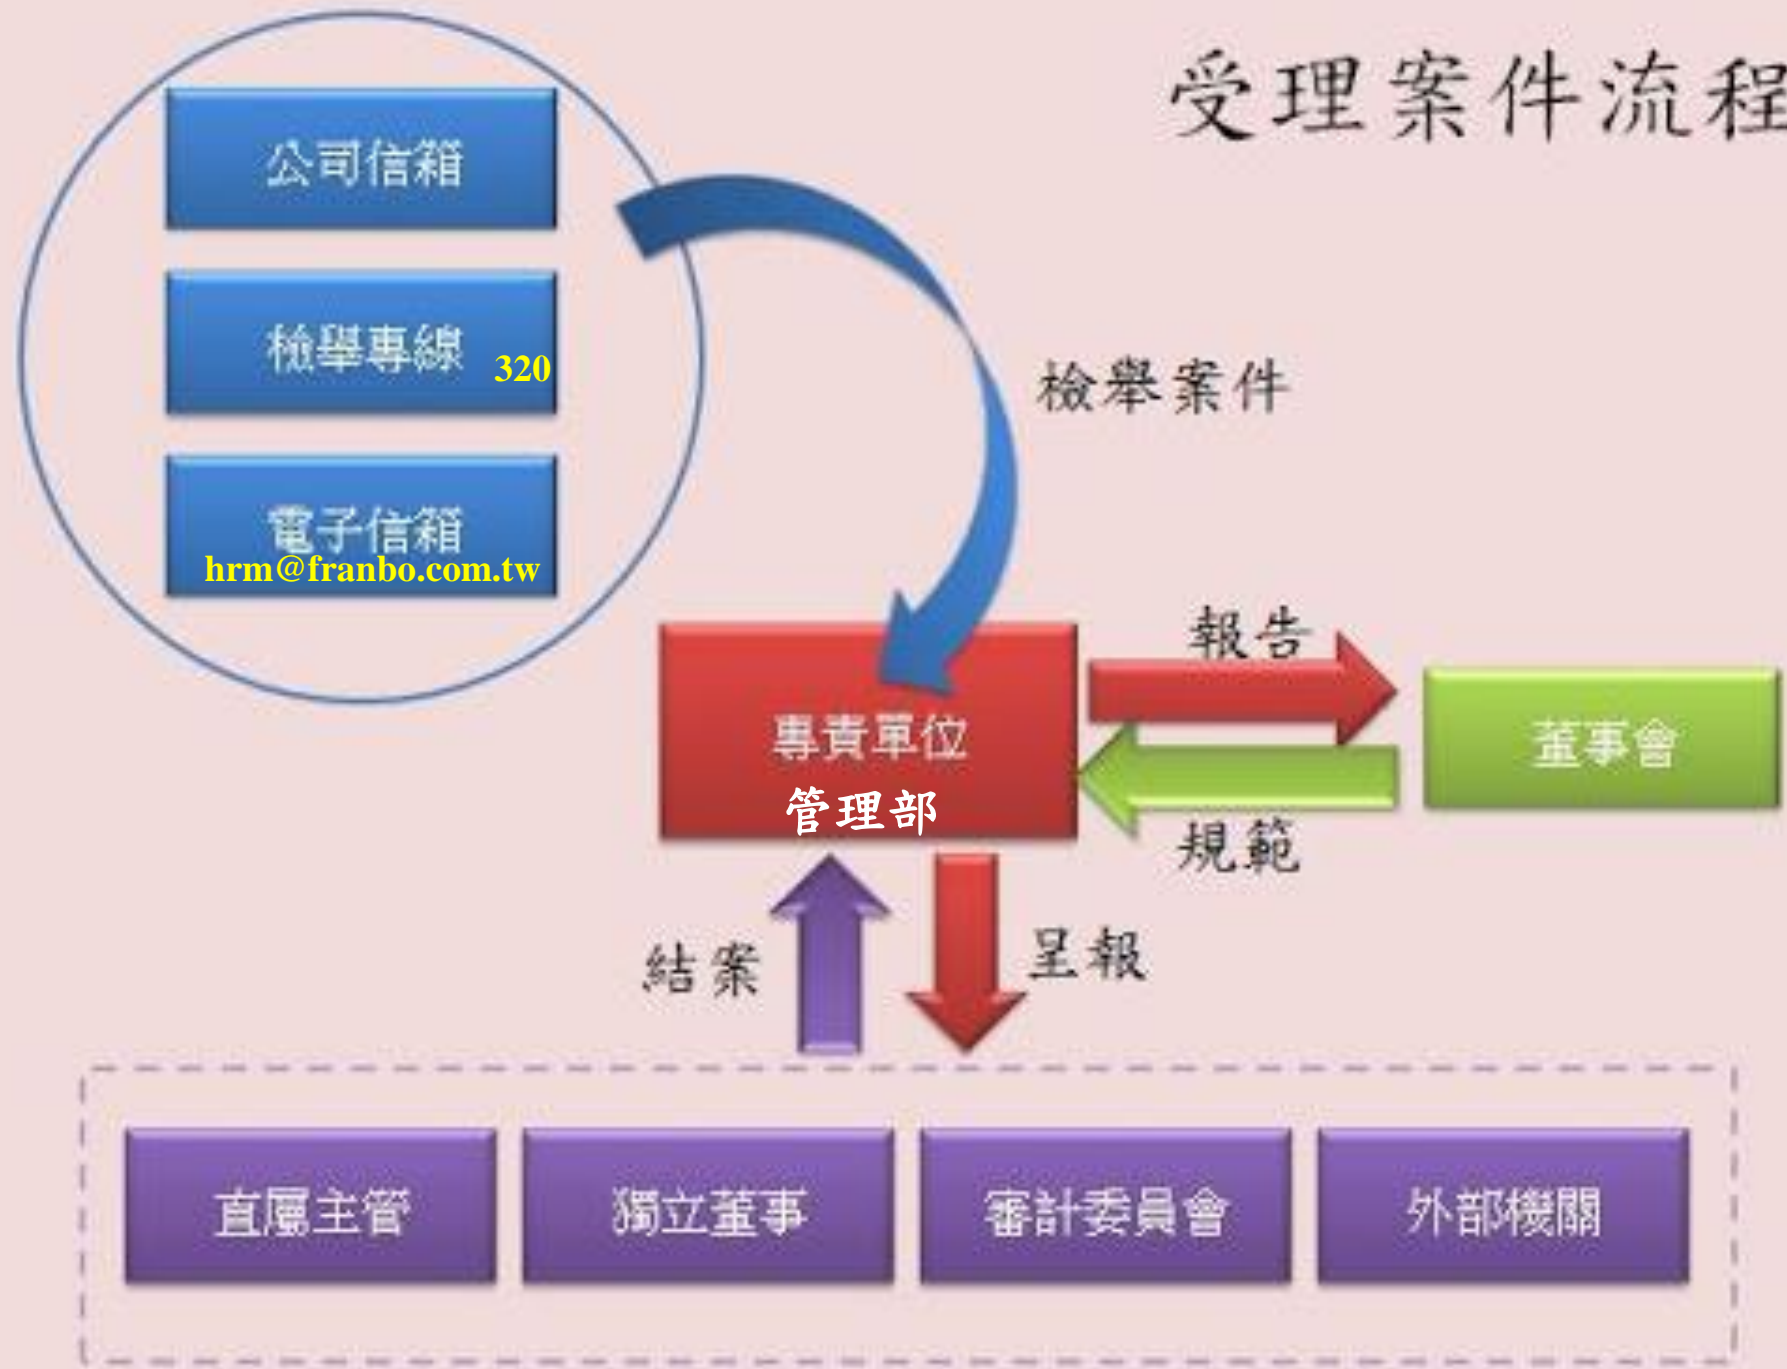 受理案件流程
公司信箱
檢舉專線 320
電子信箱
hrm@franbo.com.tw
檢舉案件
專責單位
管理部
報告
規範
董事會
結案
呈報
直屬主管
獨立董事
審計委員會
外部機關